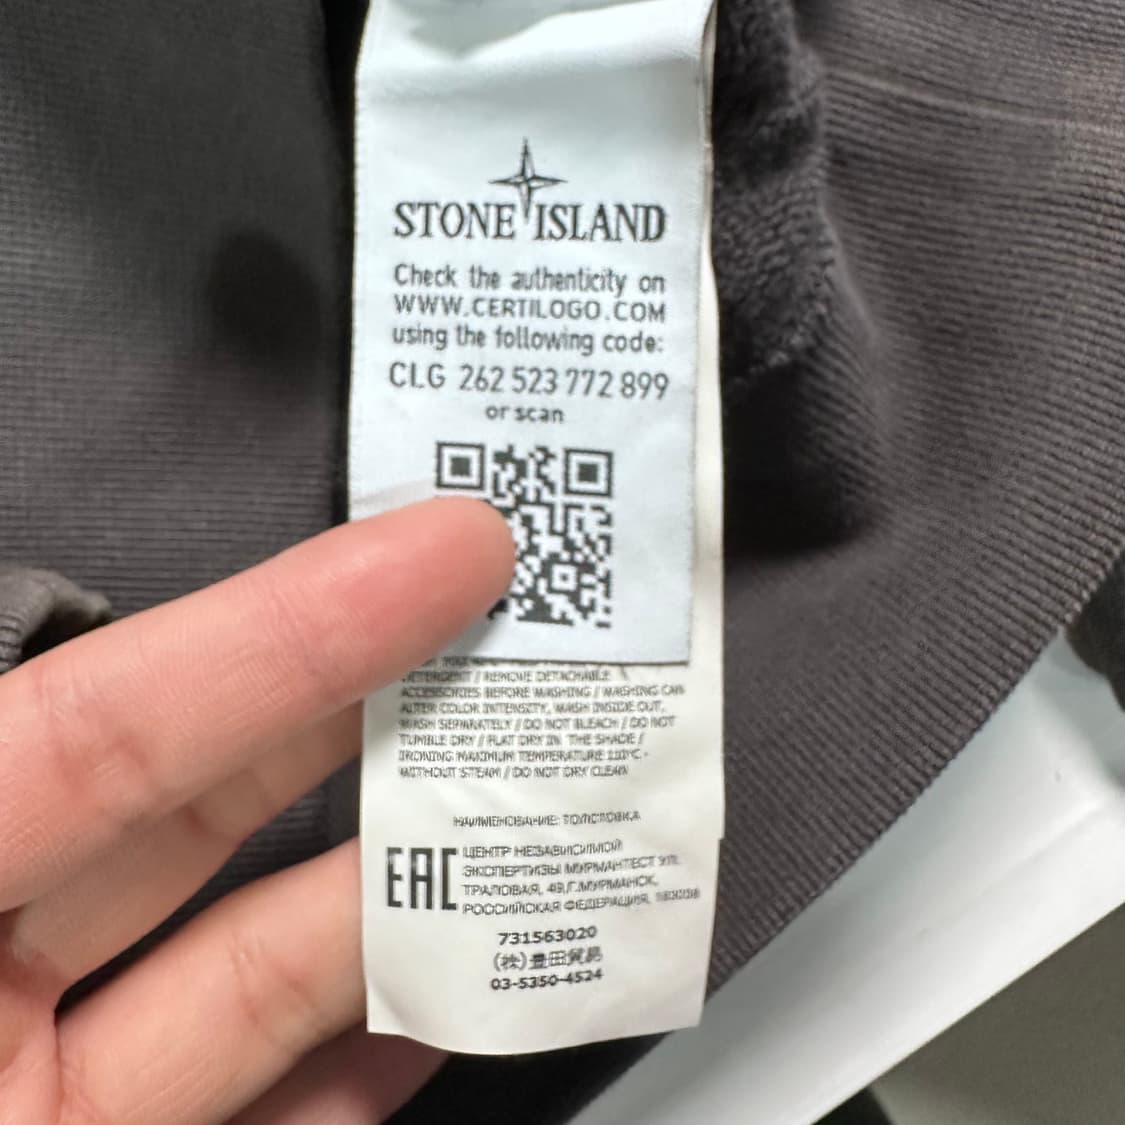 STONE ISLAND
Check the authenticity on
WWW.CERTILOGO.COM
using the following code:
CLG 262 523 772 899
or scan
DETERGENT / REMOVE DETACHABLE
ACCESSORIES BEFORE WASHING / WASHING CAN
ALTER COLOR INTENSITY, WASH INSIDE OUT,
WASH SEPARATELY / DO NOT BLEACH / DO NOT
TUMBLE DRY / FLAT DRY IN THE SHADE /
IRONING MAXIMUM TEMPERATURE 110°C -
WITHOUT STEAM / DO NOT DRY CLEAN
НАИМЕНОВАНИЕ: ТОЛСТОВКА
EAC
ЦЕНТР НЕЗАВИСИМОЙ
ЭКСПЕРТИЗЫ МУРМАНТЕСТ УЛ.
ТРАЛОВАЯ, 49,Г.МУРМАНСК,
РОССИЙСКАЯ ФЕДЕРАЦИЯ,
731563020
(株)豊田貿易
03-5350-4524